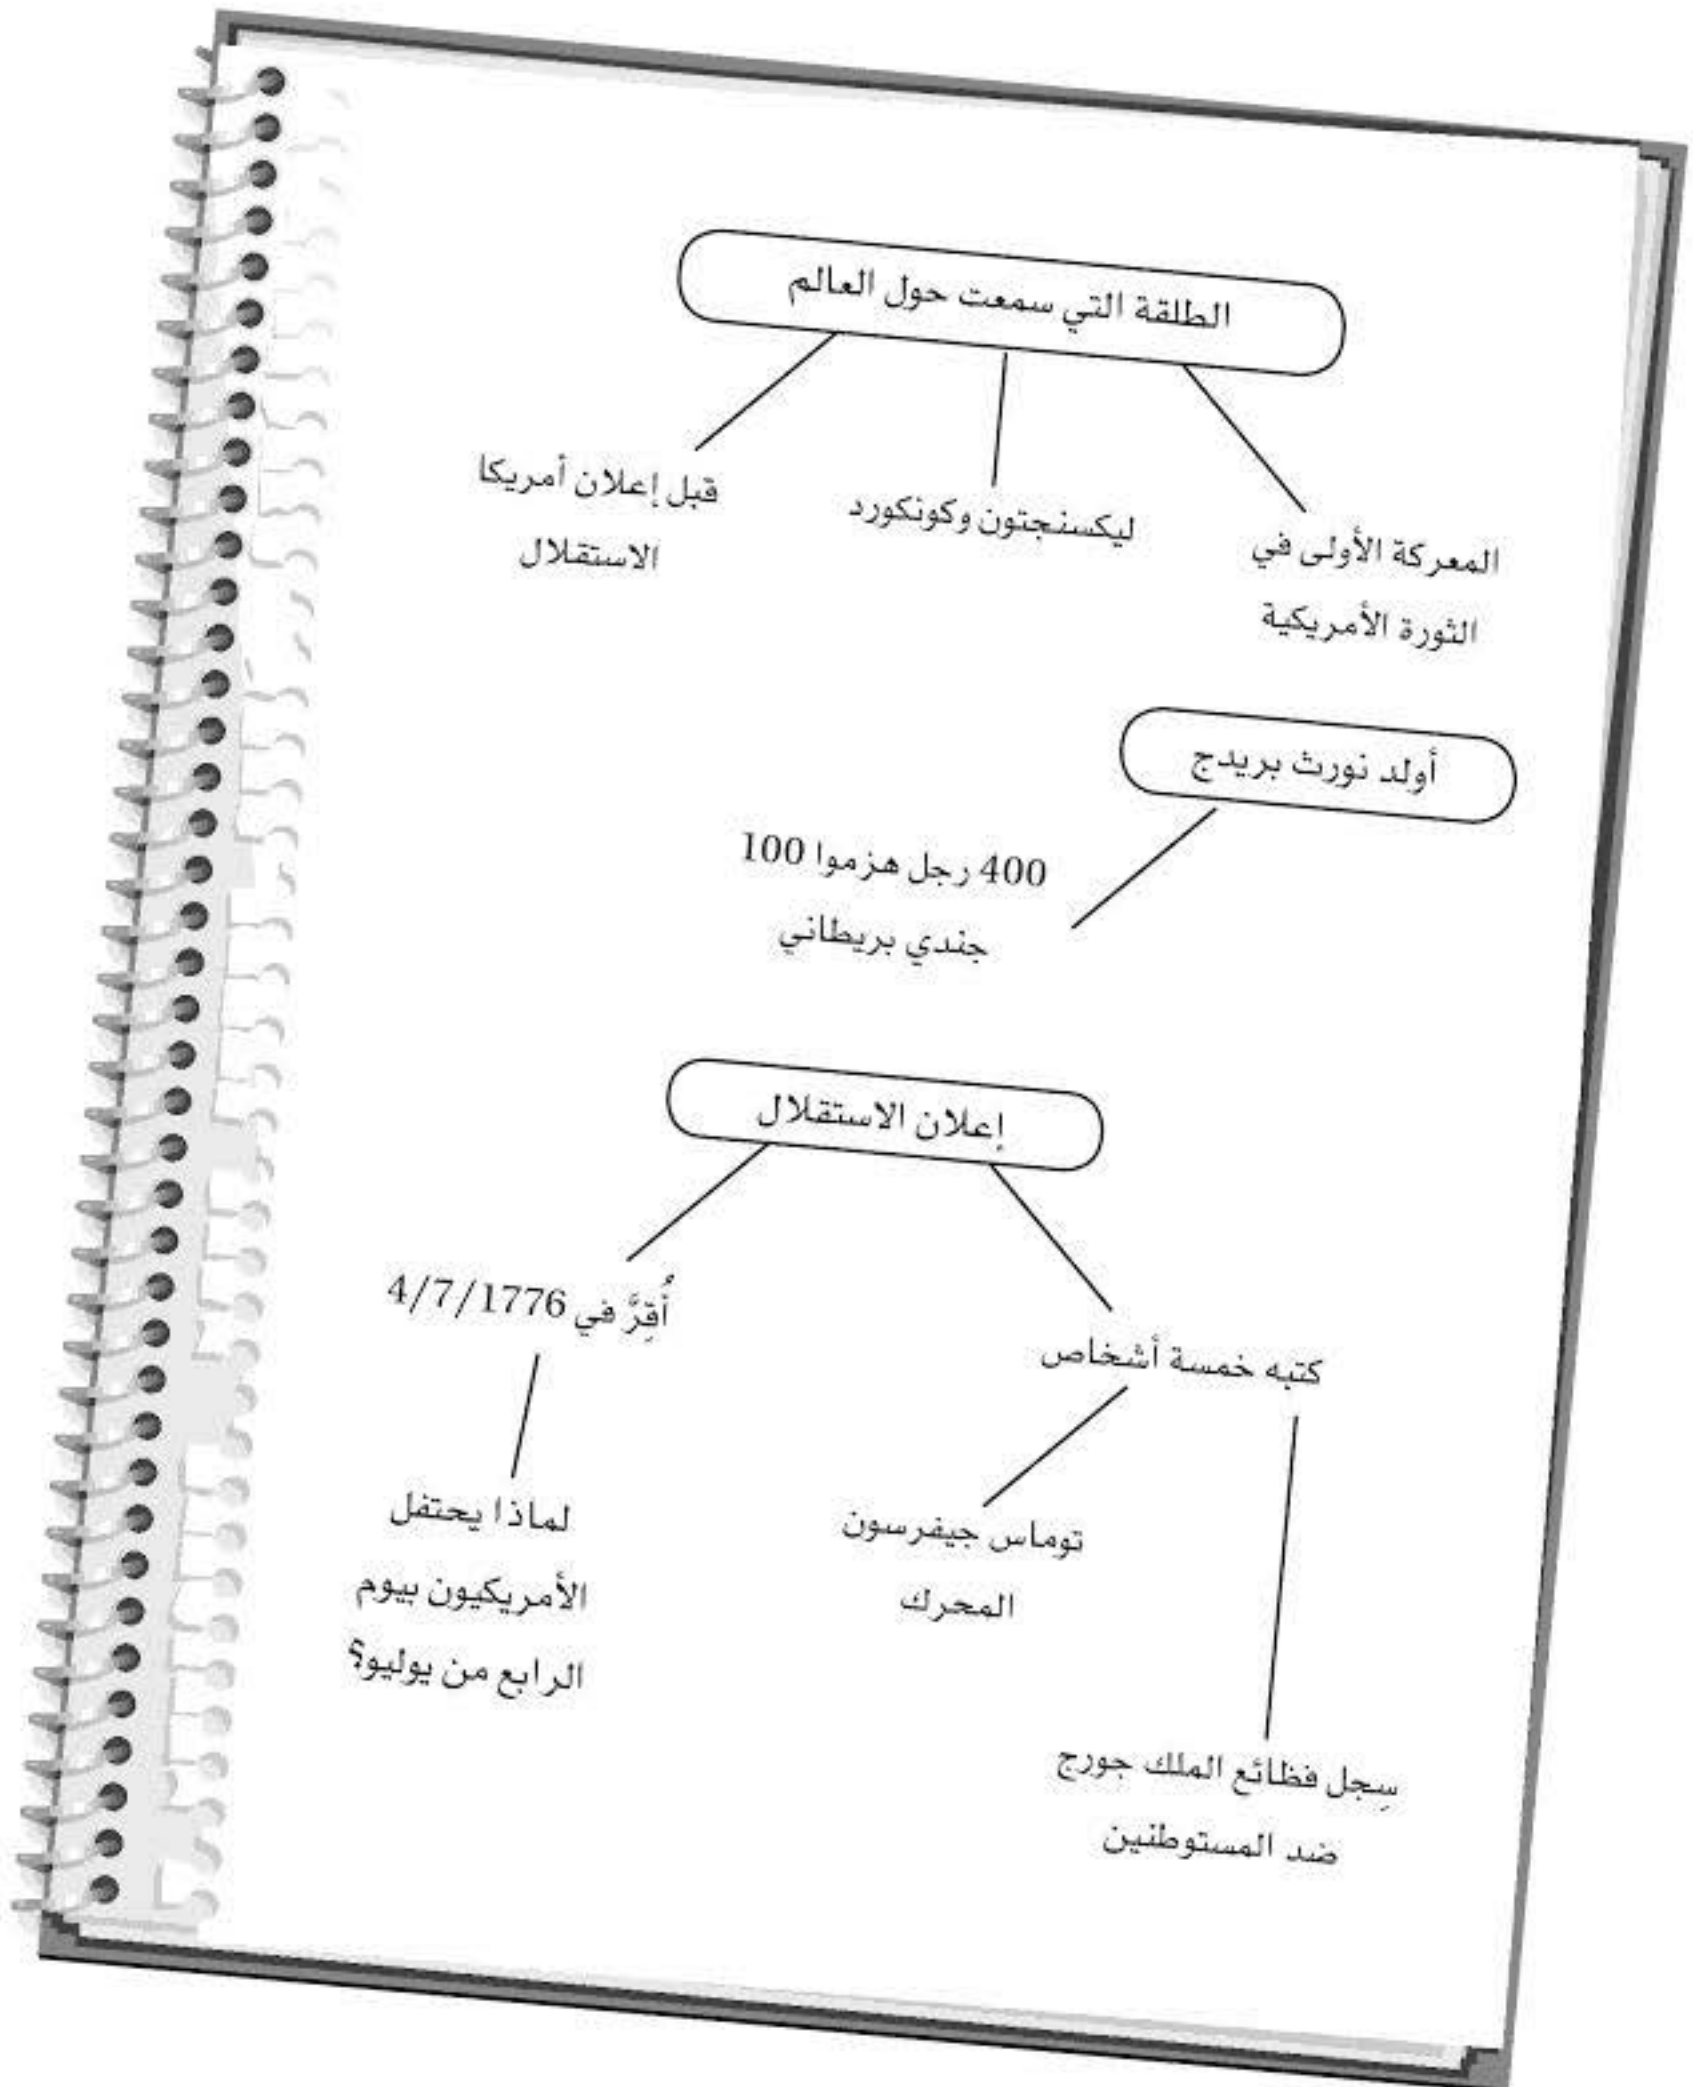 الطلقة التي سمعت حول العالم
المعركة الأولى في
الثورة الأمريكية
ليكسنجتون وكونكورد
قبل إعلان أمريكا
الاستقلال
أولد نورث بريدج
400 رجل هزموا 100
جندي بريطاني
إعلان الاستقلال
كتبه خمسة أشخاص
أُقِرَّ في 4/7/1776
توماس جيفرسون
المحرك
لماذا يحتفل
الأمريكيون بيوم
الرابع من يوليو؟
سِجل فظائع الملك جورج
ضد المستوطنين